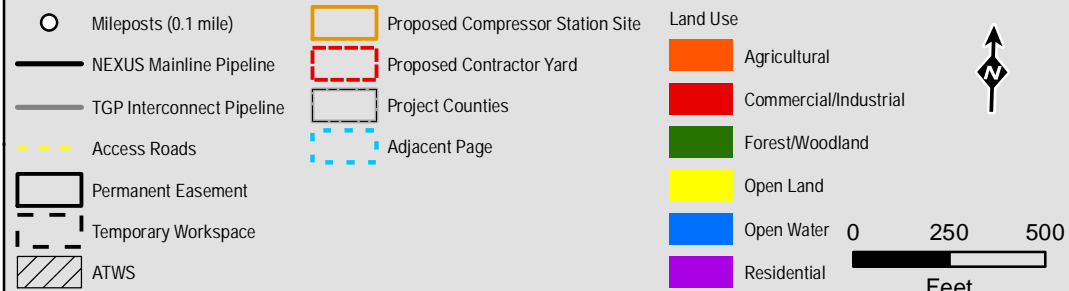 Mileposts (0.1 mile)
NEXUS Mainline Pipeline
TGP Interconnect Pipeline
Access Roads
Permanent Easement
Temporary Workspace
ATWS
Proposed Compressor Station Site
Proposed Contractor Yard
Project Counties
Adjacent Page
Land Use
Agricultural
Commercial/Industrial
Forest/Woodland
Open Land
Open Water
Residential
N
0 250 500
Feet